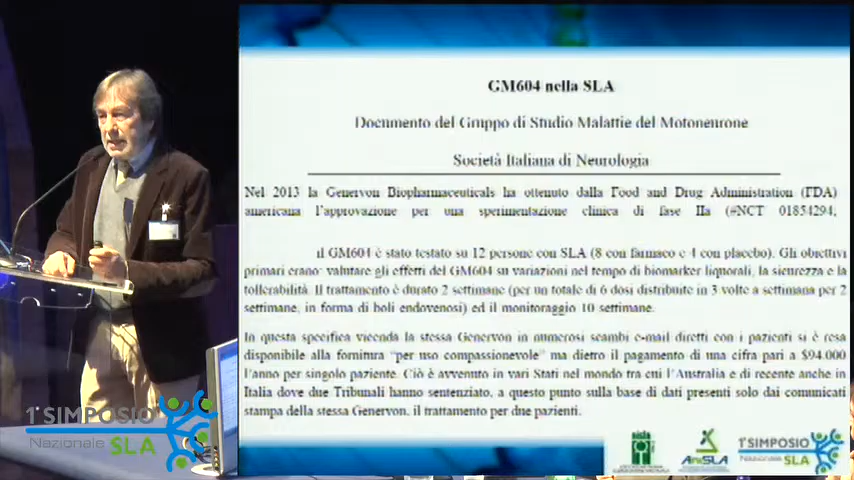 GM604 nella SLA
Documento del Gruppo di Studio Malattie del Motoneurone
Società Italiana di Neurologia
Nel 2013 la Genervon Biopharmaceuticals ha ottenuto dalla Food and Drug Administration (FDA)
americana l'approvazione per una sperimentazione clinica di fase IIa (#NCT 01854294;
il GM604 è stato testato su 12 persone con SLA (8 con farmaco e 4 con placebo). Gli obiettivi
primari erano: valutare gli effetti del GM604 su variazioni nel tempo di biomarker liquorali, la sicurezza e la
tollerabilità. Il trattamento è durato 2 settimane (per un totale di 6 dosi distribuite in 3 volte a settimana per 2
settimane, in forma di boli endovenosi) ed il monitoraggio 10 settimane.
In questa specifica vicenda la stessa Genervon in numerosi scambi e-mail diretti con i pazienti si è resa
disponibile alla fornitura "per uso compassionevole" ma dietro il pagamento di una cifra pari a $94.000
l'anno per singolo paziente. Ciò è avvenuto in vari Stati nel mondo tra cui l'Australia e di recente anche in
Italia dove due Tribunali hanno sentenziato, a questo punto sulla base di dati presenti solo dai comunicati
stampa della stessa Genervon, il trattamento per due pazienti.
1°SIMPOSIO
Nazionale SLA
aisla
AriSLA
1°SIMPOSIO
Nazionale SLA